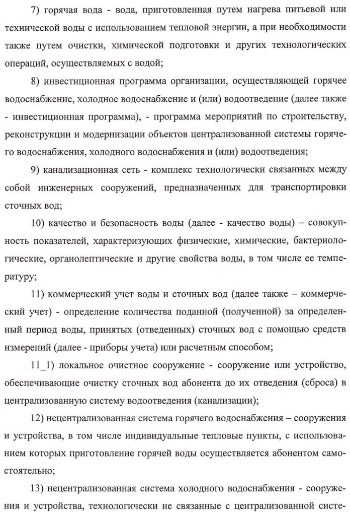 7) горячая вода - вода, приготовленная путем нагрева питьевой или
технической воды с использованием тепловой энергии, а при необходимости
также путем очистки, химической подготовки и других технологических
операций, осуществляемых с водой;
8) инвестиционная программа организации, осуществляющей горячее
водоснабжение, холодное водоснабжение и (или) водоотведение (далее также
- инвестиционная программа), - программа мероприятий по строительству,
реконструкции и модернизации объектов централизованной системы горяче-
го водоснабжения, холодного водоснабжения и (или) водоотведения;
9) канализационная сеть - комплекс технологически связанных между
собой инженерных сооружений, предназначенных для транспортировки
сточных вод;
10) качество и безопасность воды (далее - качество воды) – совокуп-
ность показателей, характеризующих физические, химические, бактериоло-
гические, органолептические и другие свойства воды, в том числе ее темпе-
ратуру;
11) коммерческий учет воды и сточных вод (далее также – коммерче-
ский учет) - определение количества поданной (полученной) за определен-
ный период воды, принятых (отведенных) сточных вод с помощью средств
измерений (далее - приборы учета) или расчетным способом;
11_1) локальное очистное сооружение - сооружение или устройство,
обеспечивающие очистку сточных вод абонента до их отведения (сброса) в
централизованную систему водоотведения (канализации);
12) нецентрализованная система горячего водоснабжения – сооружения
и устройства, в том числе индивидуальные тепловые пункты, с использова-
нием которых приготовление горячей воды осуществляется абонентом само-
стоятельно;
13) нецентрализованная система холодного водоснабжения - сооруже-
ния и устройства, технологически не связанные с централизованной систе-